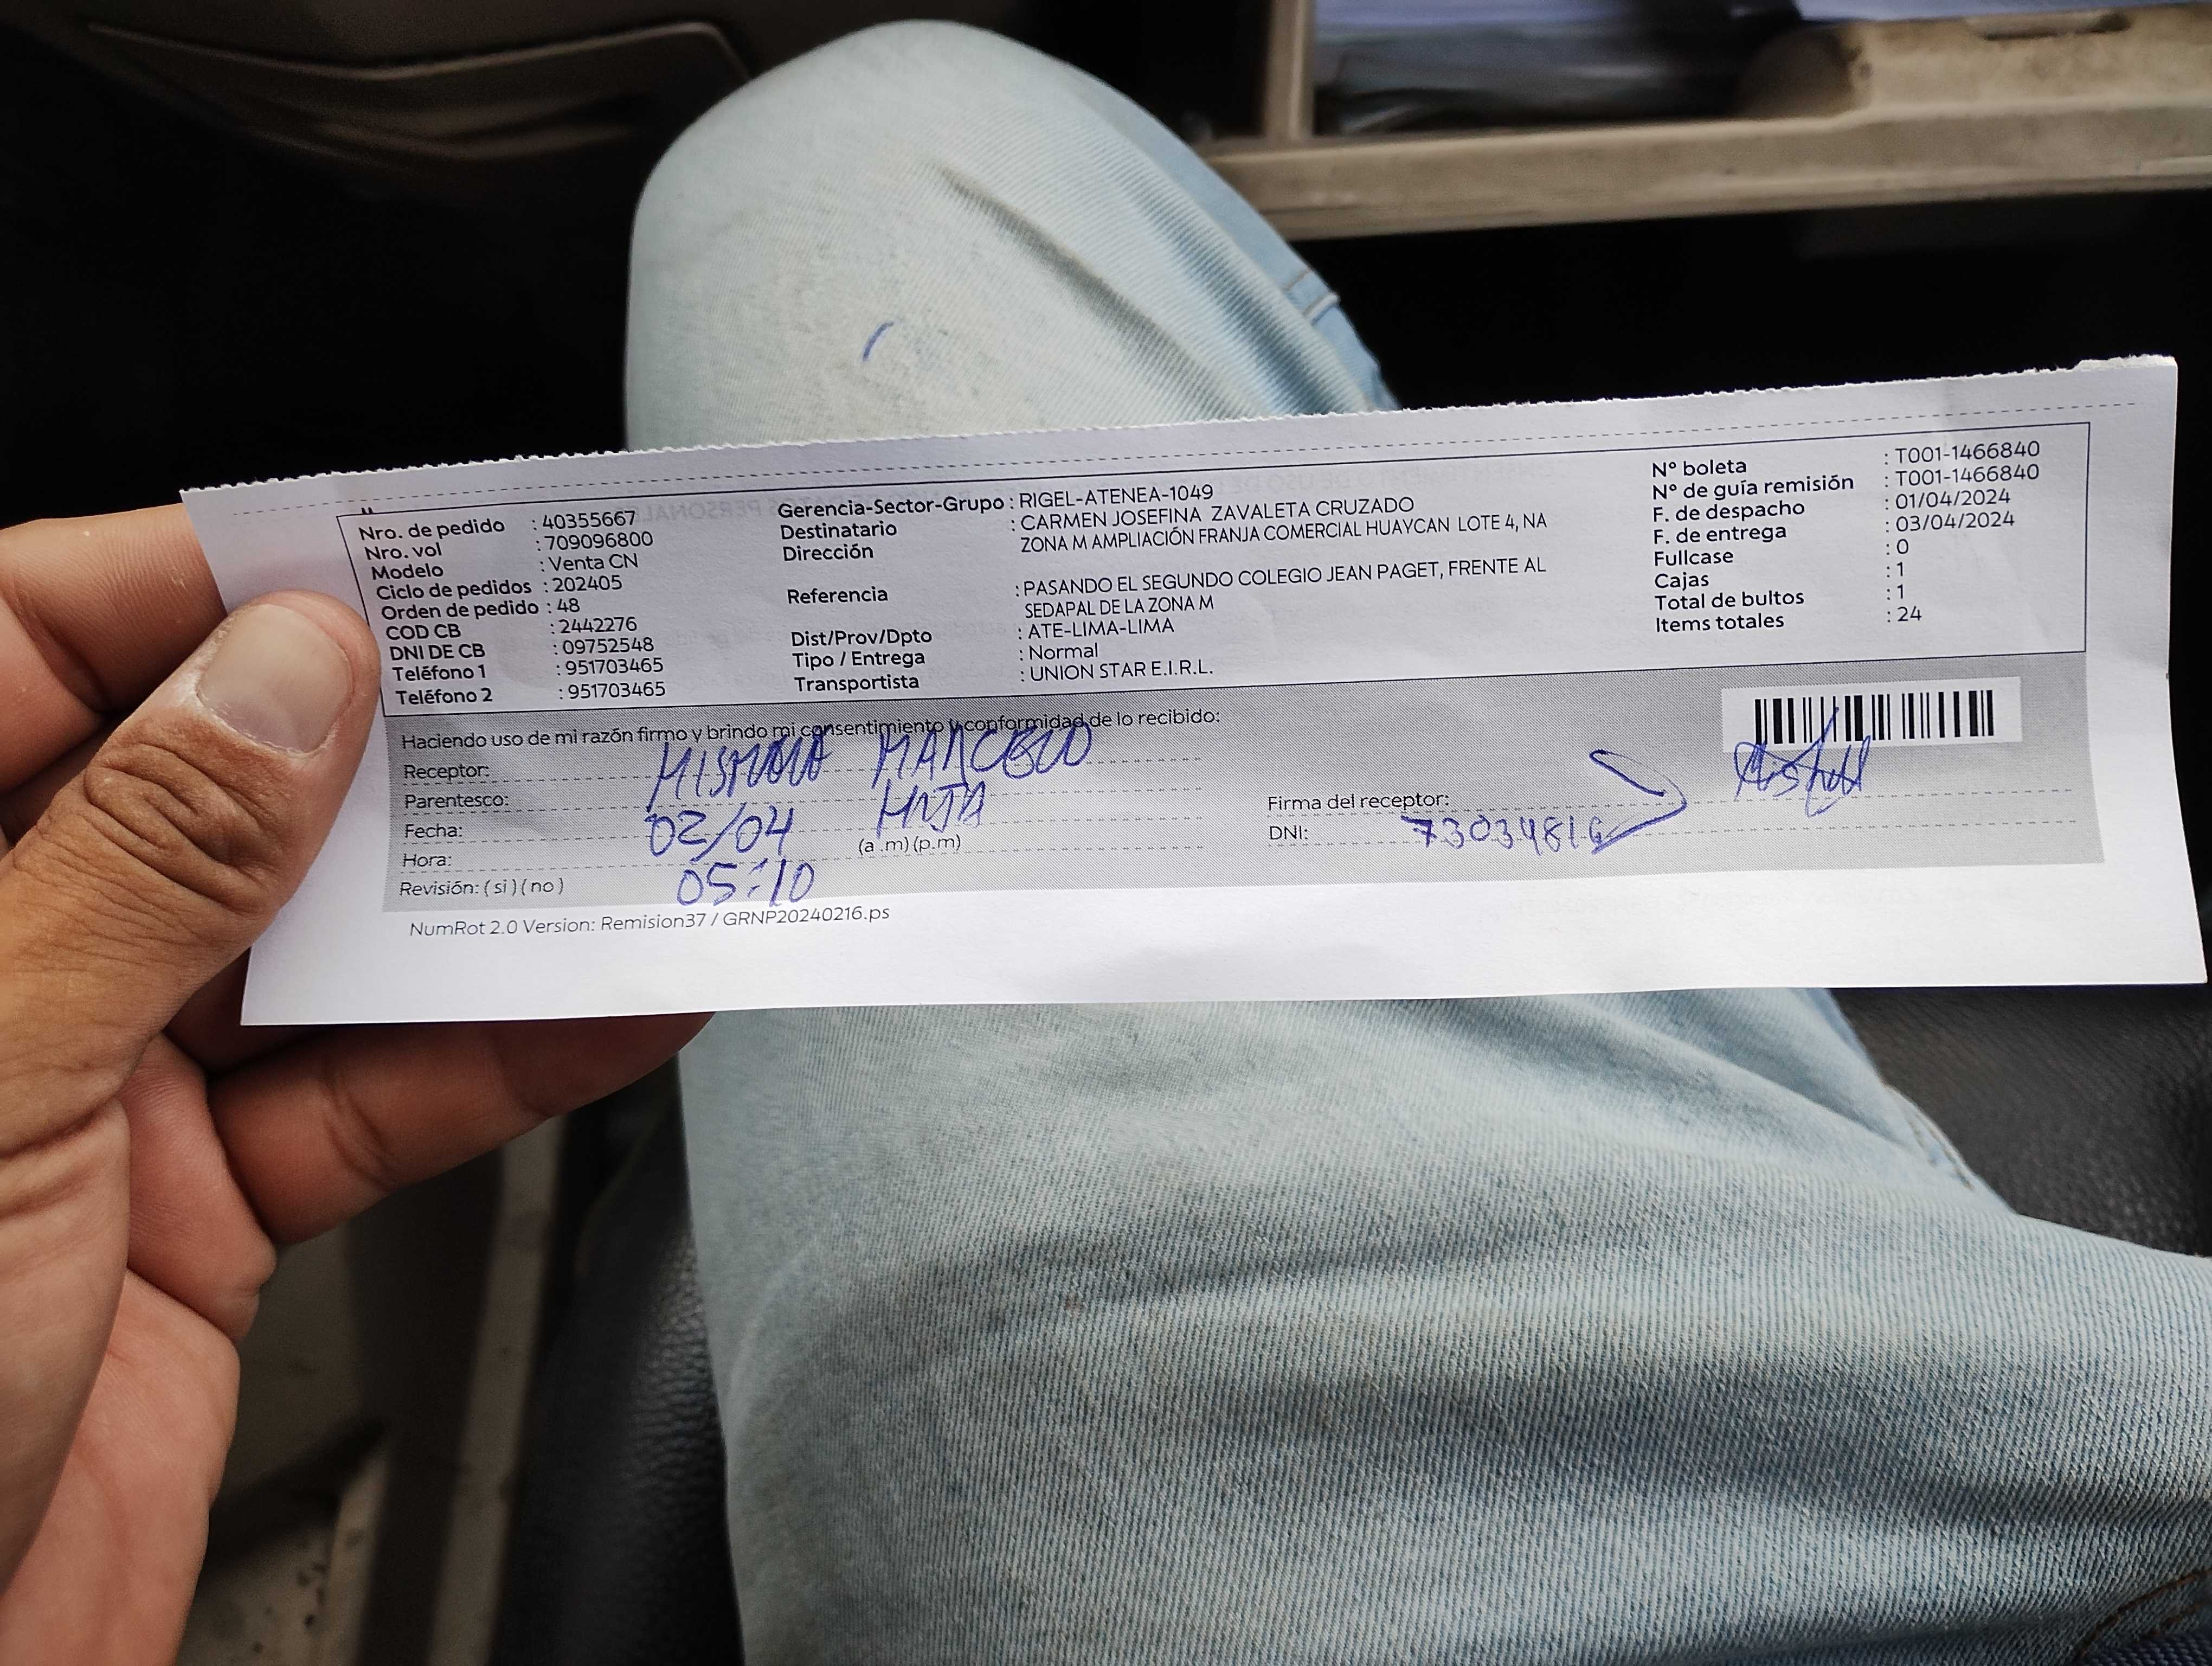 Nro. de pedido : 40355667
Nro. vol : 709096800
Modelo : Venta CN
Ciclo de pedidos : 202405
Orden de pedido : 48
COD CB : 2442276
DNI DE CB : 09752548
Teléfono 1 : 951703465
Teléfono 2 : 951703465
Gerencia-Sector-Grupo : RIGEL-ATENEA-1049
Destinatario : CARMEN JOSEFINA ZAVALETA CRUZADO
Dirección ZONA M AMPLIACIÓN FRANJA COMERCIAL HUAYCAN LOTE 4, NA
Referencia : PASANDO EL SEGUNDO COLEGIO JEAN PAGET, FRENTE AL
SEDAPAL DE LA ZONA M
Dist/Prov/Dpto : ATE-LIMA-LIMA
Tipo / Entrega : Normal
Transportista : UNION STAR E.I.R.L.
N° boleta : T001-1466840
N° de guía remisión : T001-1466840
F. de despacho : 01/04/2024
F. de entrega : 03/04/2024
Fullcase : 0
Cajas : 1
Total de bultos : 1
Items totales : 24
Haciendo uso de mi razón firmo y brindo mi consentimiento y conformidad de lo recibido:
Receptor:
Parentesco: HIJA
Fecha: 02/04
Hora: 05:10 (a.m) (p.m)
Revisión: ( si ) ( no )
Firma del receptor:
DNI: 73034816
NumRot 2.0 Version: Remision37 / GRNP20240216.ps